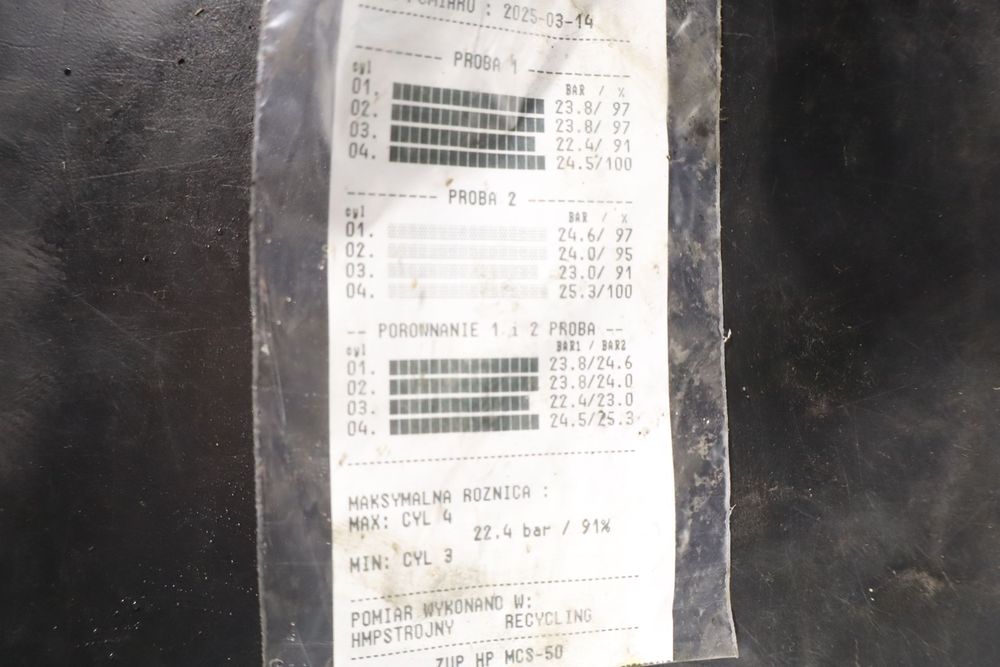 POMIARU : 2025-03-14
PROBA 1
cyl BAR / %
01. 23.8/ 97
02. 23.8/ 97
03. 22.4/ 91
04. 24.5/100
PROBA 2
cyl BAR / %
01. 24.6/ 97
02. 24.0/ 95
03. 23.0/ 91
04. 25.3/100
-- POROWNANIE 1 i 2 PROBA --
cyl BAR1 / BAR2
01. 23.8/24.6
02. 23.8/24.0
03. 22.4/23.0
04. 24.5/25.3
MAKSYMALNA ROZNICA :
MAX: CYL 4
22.4 bar / 91%
MIN: CYL 3
POMIAR WYKONANO W:
HMPSTROJNY RECYCLING
ZUP HP MCS-50